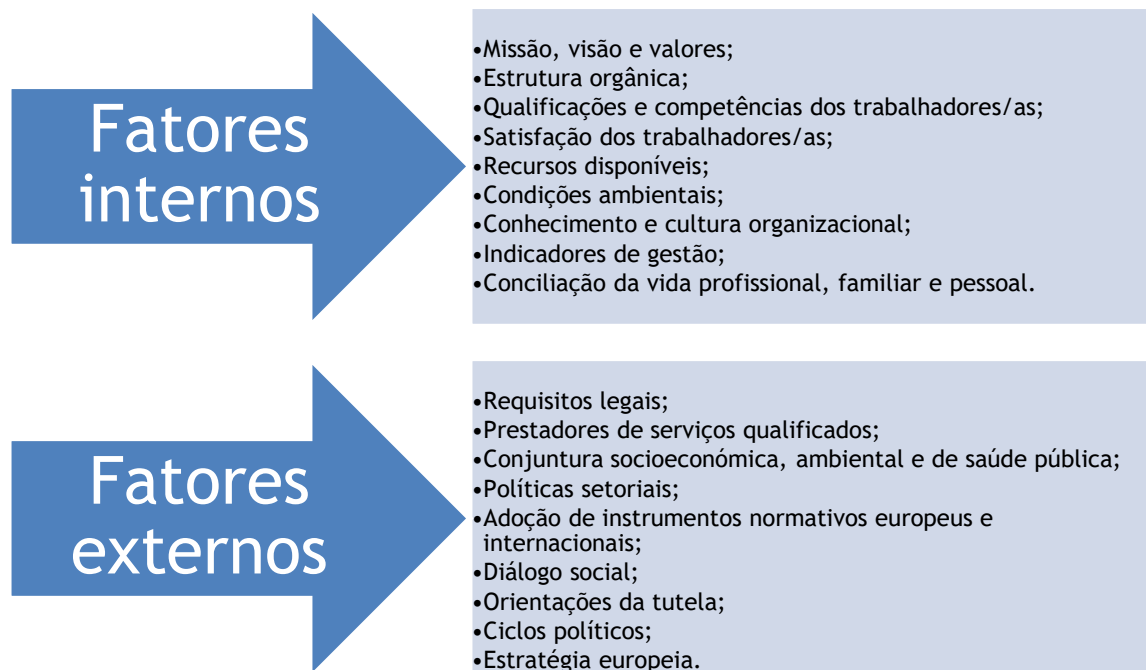 Fatores
internos
•Missão, visão e valores;
•Estrutura orgânica;
•Qualificações e competências dos trabalhadores/as;
•Satisfação dos trabalhadores/as;
•Recursos disponíveis;
•Condições ambientais;
•Conhecimento e cultura organizacional;
•Indicadores de gestão;
•Conciliação da vida profissional, familiar e pessoal.
Fatores
externos
•Requisitos legais;
•Prestadores de serviços qualificados;
•Conjuntura socioeconómica, ambiental e de saúde pública;
•Políticas setoriais;
•Adoção de instrumentos normativos europeus e
internacionais;
•Diálogo social;
•Orientações da tutela;
•Ciclos políticos;
•Estratégia europeia.